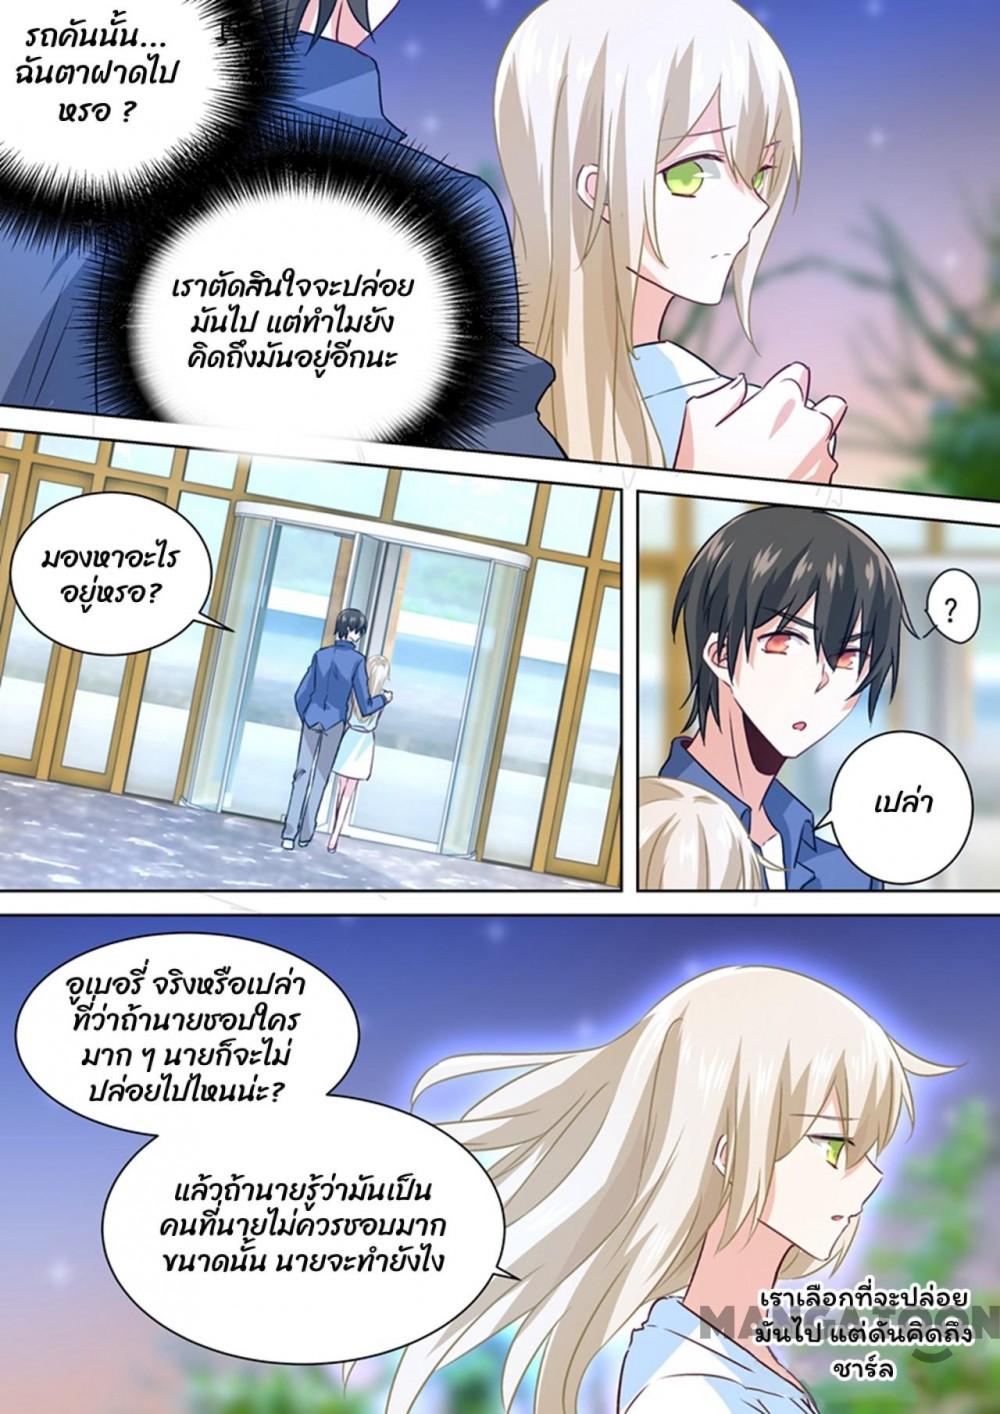 รถคันนั้น...
ฉันตาฝาดไป
หรอ ?
เราตัดสินใจจะปล่อย
มันไป แต่ทำไมยัง
คิดถึงมันอยู่อีกนะ
มองหาอะไร
อยู่หรอ?
?
เปล่า
อูเบอรี่ จริงหรือเปล่า
ที่ว่าถ้านายชอบใคร
มาก ๆ นายก็จะไม่
ปล่อยไปไหนน่ะ?
แล้วถ้านายรู้ว่ามันเป็น
คนที่นายไม่ควรชอบมาก
ขนาดนั้น นายจะทำยังไง
เราเลือกที่จะปล่อย
มันไป แต่ดันคิดถึง
ชาร์ล
MANGATOON